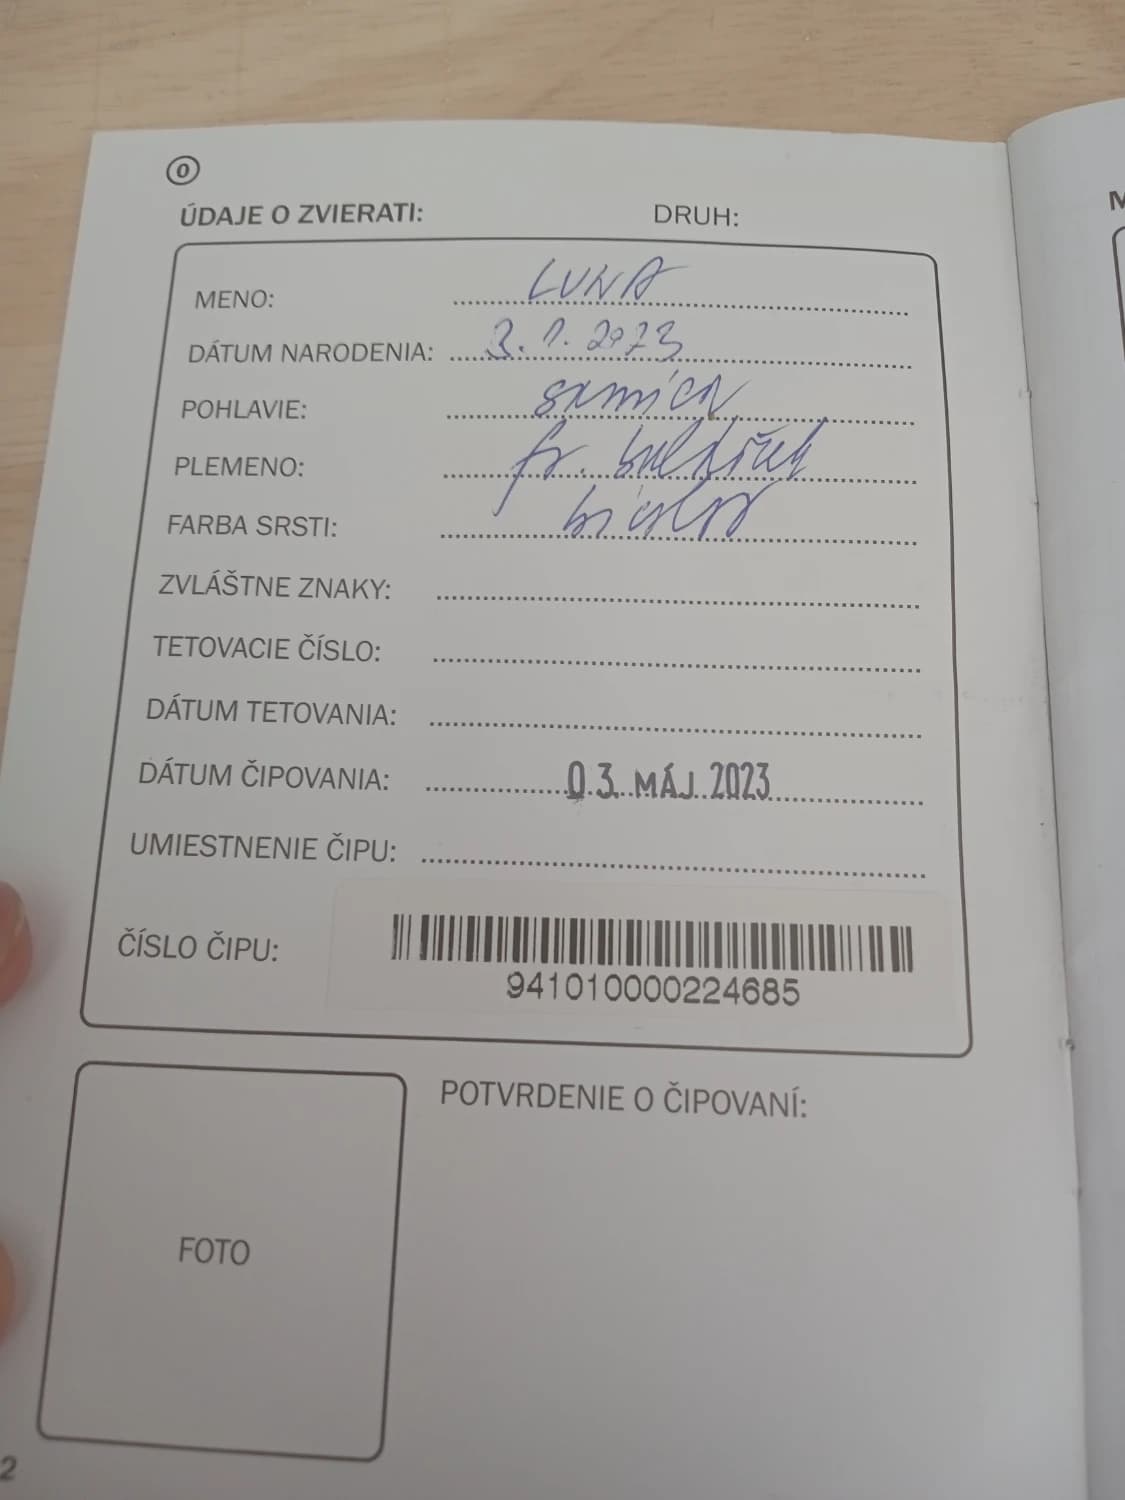 0
ÚDAJE O ZVIERATI: DRUH:
MENO: LUNA
DÁTUM NARODENIA: 3. 1. 2023
POHLAVIE: samica
PLEMENO: fr. buldoček
FARBA SRSTI: bicolor
ZVLÁŠTNE ZNAKY:
TETOVACIE ČÍSLO:
DÁTUM TETOVANIA:
DÁTUM ČIPOVANIA: 03. MÁJ 2023
UMIESTNENIE ČIPU:
ČÍSLO ČIPU: 941010000224685
POTVRDENIE O ČIPOVANÍ:
FOTO
2
M